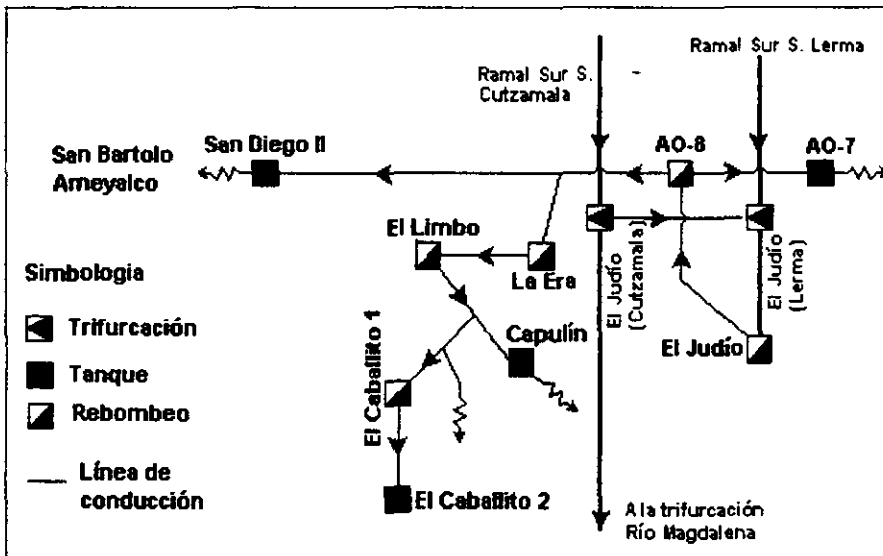 Ramal Sur S. Lerma
Ramal Sur S.
Cutzamala
San Diego II
AO-8
AO-7
San Bartolo
Ameyalco
El Limbo
La Era
El Judío
(Cutzamala)
El Judío
(Lerma)
Simbologia
Trifurcación
Tanque
Rebombeo
Línea de
conducción
El Caballito 1
Capulín
El Judío
El Caballito 2
A la trifurcación
Río Magdalena